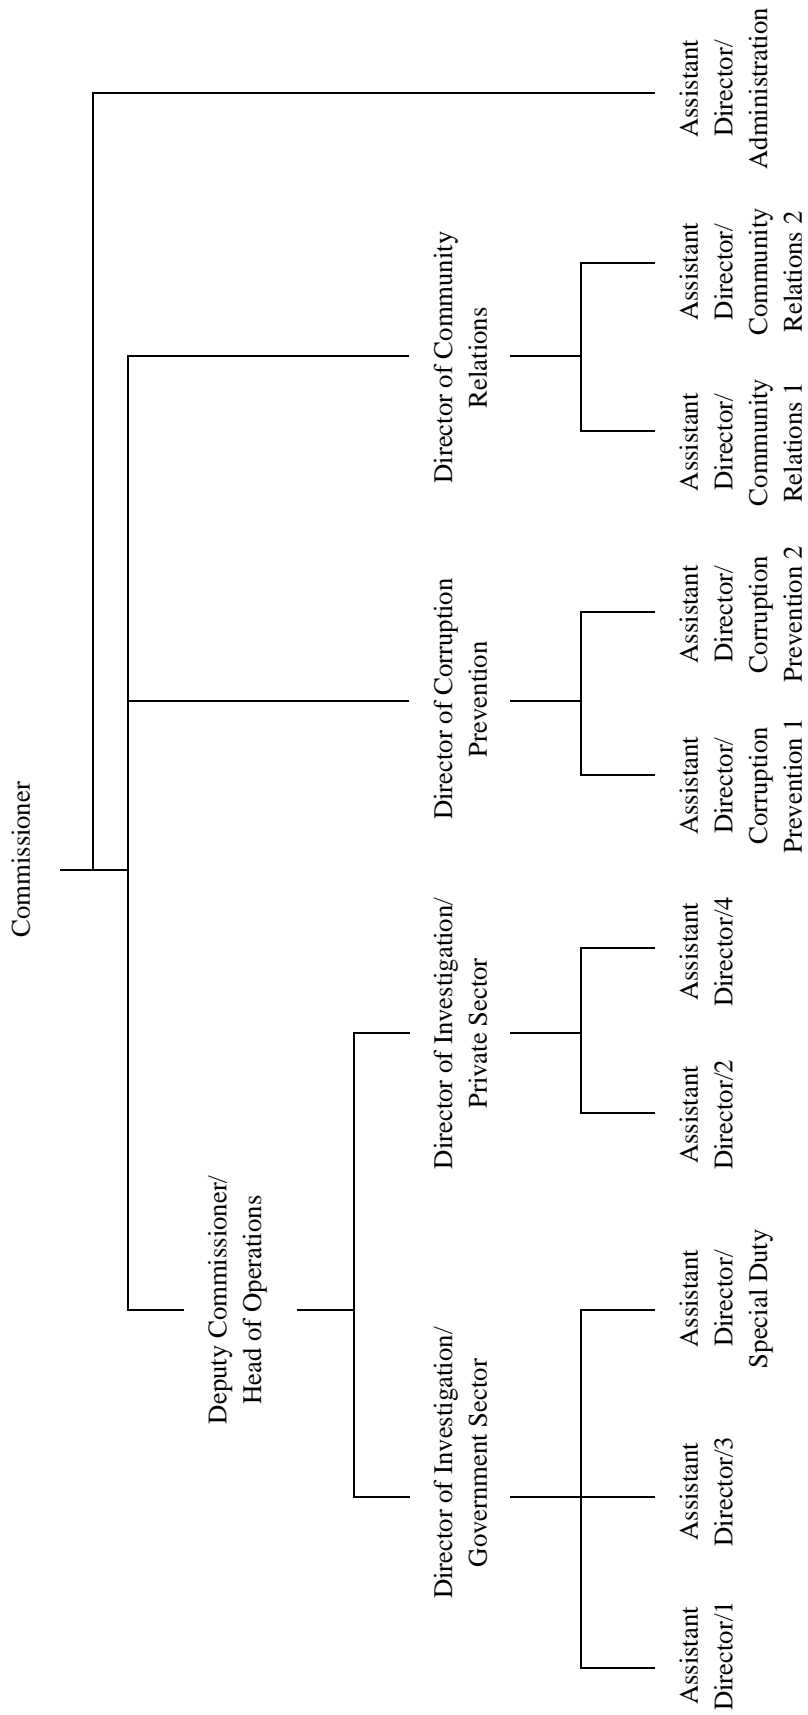 Commissioner
Deputy Commissioner/
Head of Operations
Director of Investigation/
Government Sector
Director of Investigation/
Private Sector
Director of Corruption
Prevention
Director of Community
Relations
Assistant
Director/1
Assistant
Director/3
Assistant
Director/
Special Duty
Assistant
Director/2
Assistant
Director/4
Assistant
Director/
Corruption
Prevention 1
Assistant
Director/
Corruption
Prevention 2
Assistant
Director/
Community
Relations 1
Assistant
Director/
Community
Relations 2
Assistant
Director/
Administration